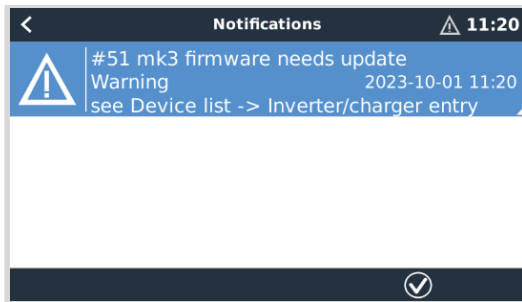 Notifications 11:20
#51 mk3 firmware needs update
Warning 2023-10-01 11:20
see Device list -> Inverter/charger entry